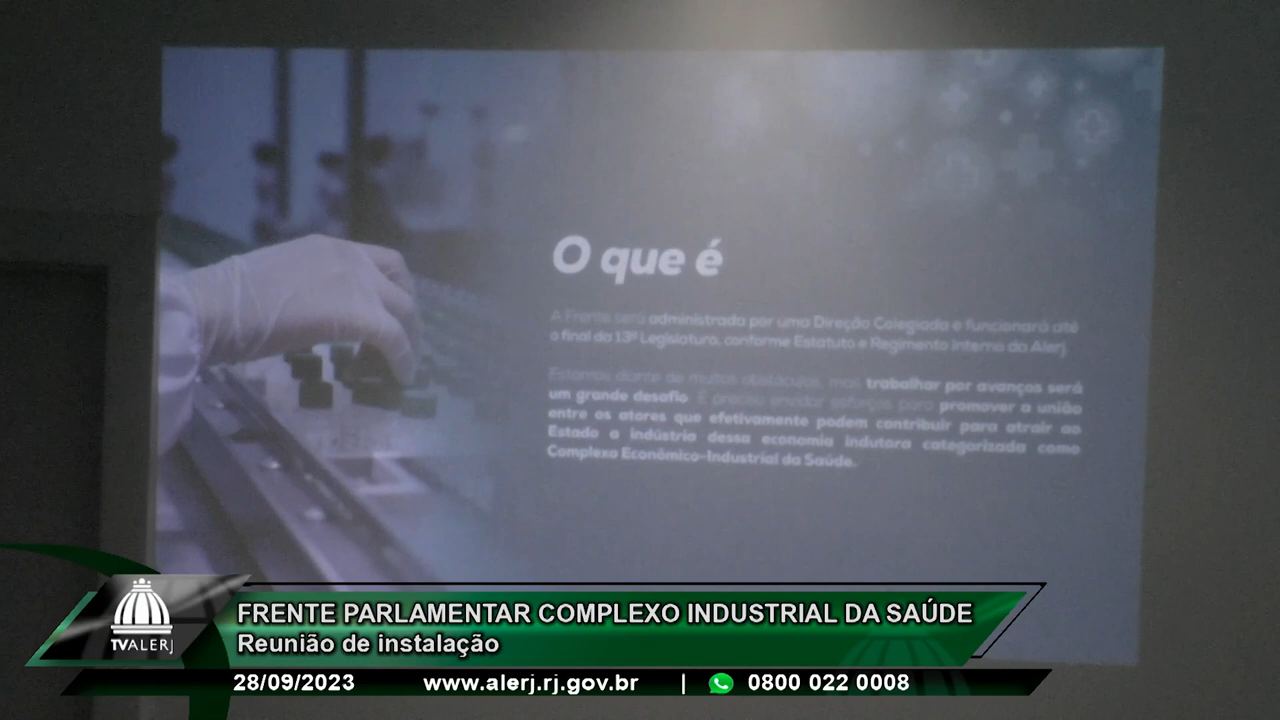 O que é
A Frente será administrada por uma Direção Colegiada e funcionará até
o final da 13ª Legislatura, conforme Estatuto e Regimento Interno da Alerj.
Estamos diante de muitos obstáculos, mas trabalhar por avanços será
um grande desafio. É preciso envidar esforços para promover a união
entre os atores que efetivamente podem contribuir para atrair ao
Estado a indústria dessa economia indutora categorizada como
Complexo Econômico-Industrial da Saúde.
FRENTE PARLAMENTAR COMPLEXO INDUSTRIAL DA SAÚDE
Reunião de instalação
TVALERJ
28/09/2023 www.alerj.rj.gov.br | 0800 022 0008